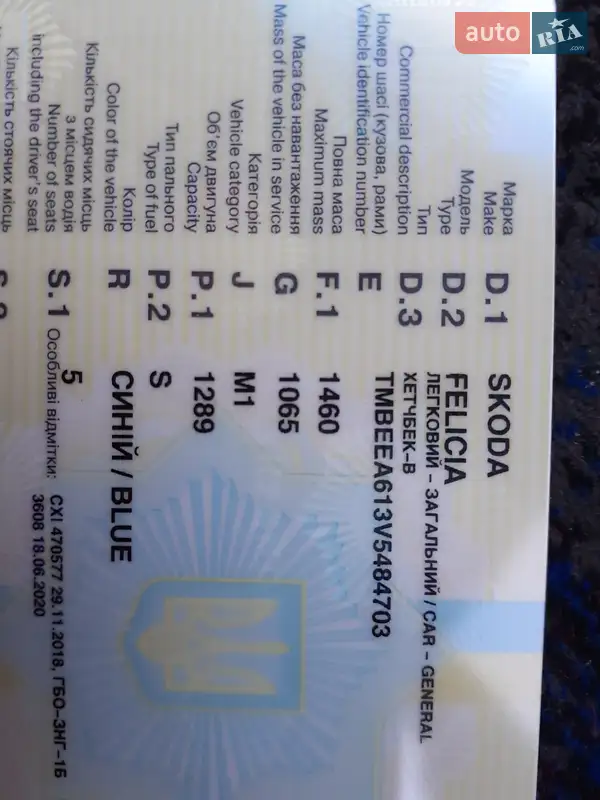 auto RIA .com
Марка
Make D.1 SKODA
Модель
Type D.2 FELICIA
Тип ЛЕГКОВИЙ – ЗАГАЛЬНИЙ / CAR – GENERAL
Commercial description D.3 ХЕТЧБЕК–В
Номер шасі (кузова, рами)
Vehicle identification number E TMBEEA613V5484703
Повна маса
Maximum mass F.1 1460
Маса без навантаження
Mass of the vehicle in service G 1065
Категорія
Vehicle category J M1
Об'єм двигуна
Capacity P.1 1289
Тип пального
Type of fuel P.2 S
Колір
Color of the vehicle R СИНІЙ / BLUE
Кількість сидячих місць
з місцем водія
Number of seats
including the driver's seat S.1 5
Особливі відмітки: СХІ 470577 29.11.2018, ГБО–ЗНГ–1Б
3608 18.06.2020
Кількість стоячих місць